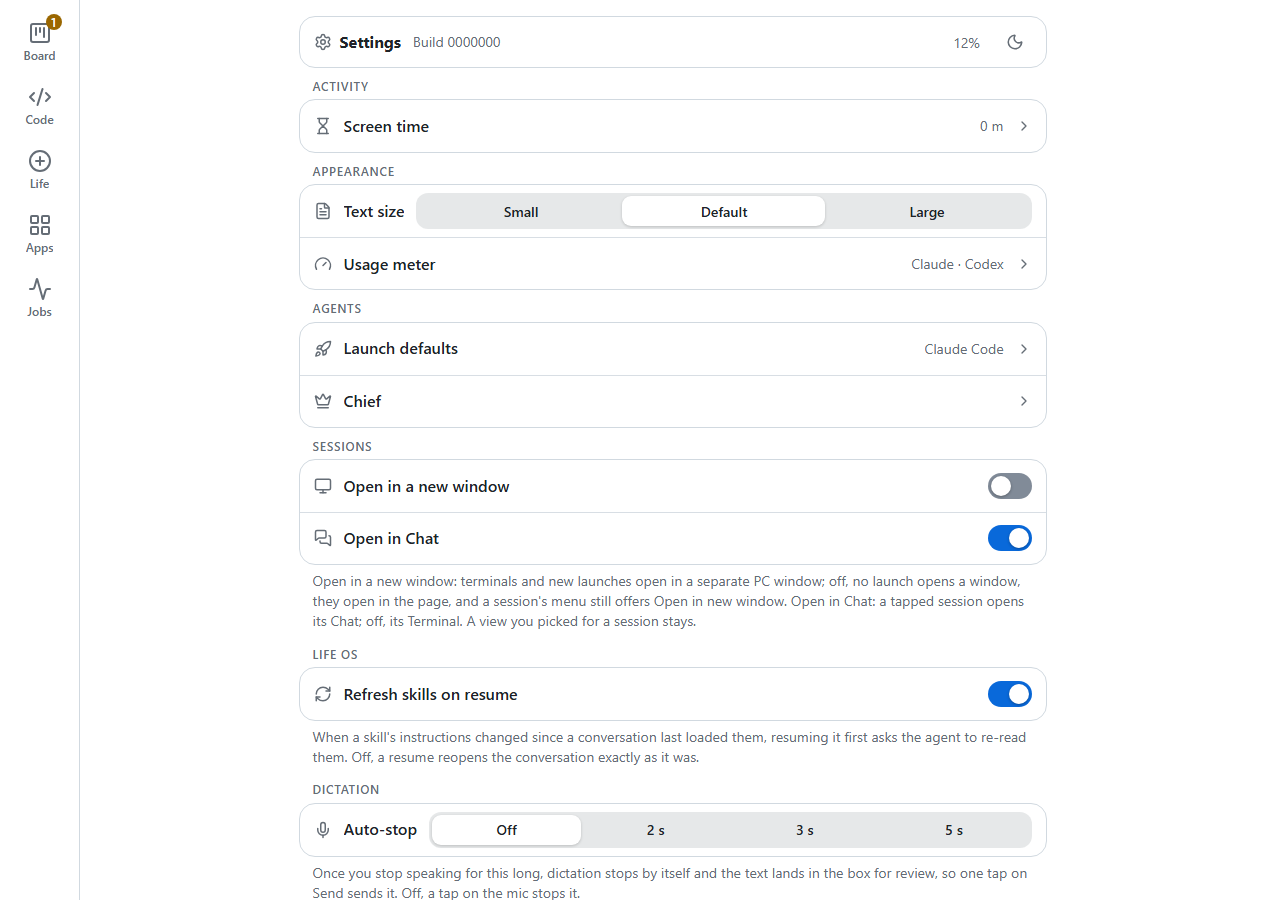 1
Board
Code
Life
Apps
Jobs
Settings Build 0000000 12%
ACTIVITY
Screen time 0 m
APPEARANCE
Text size Small Default Large
Usage meter Claude · Codex
AGENTS
Launch defaults Claude Code
Chief
SESSIONS
Open in a new window
Open in Chat
Open in a new window: terminals and new launches open in a separate PC window; off, no launch opens a window,
they open in the page, and a session's menu still offers Open in new window. Open in Chat: a tapped session opens
its Chat; off, its Terminal. A view you picked for a session stays.
LIFE OS
Refresh skills on resume
When a skill's instructions changed since a conversation last loaded them, resuming it first asks the agent to re-read
them. Off, a resume reopens the conversation exactly as it was.
DICTATION
Auto-stop Off 2 s 3 s 5 s
Once you stop speaking for this long, dictation stops by itself and the text lands in the box for review, so one tap on
Send sends it. Off, a tap on the mic stops it.